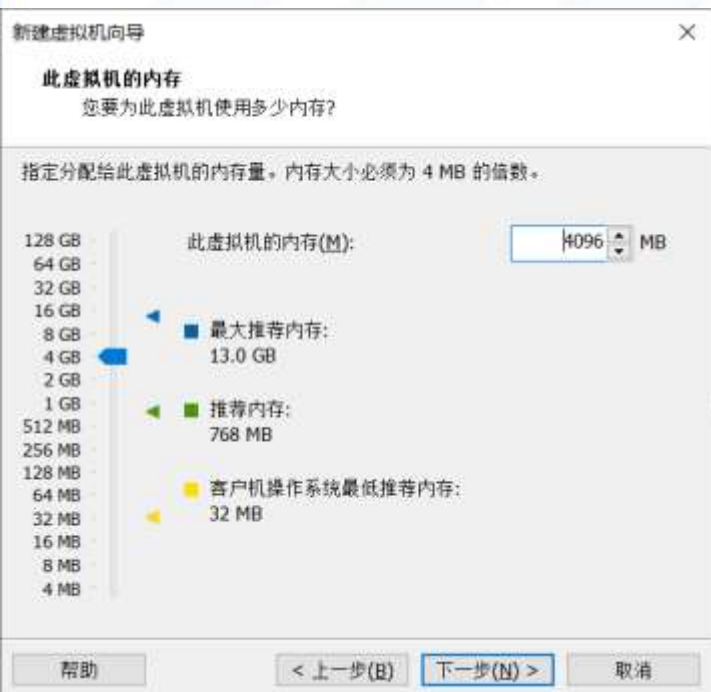 新建虚拟机向导
此虚拟机的内存
您要为此虚拟机使用多少内存?
指定分配给此虚拟机的内存量。内存大小必须为 4 MB 的倍数。
128 GB
64 GB
32 GB
16 GB
8 GB
4 GB
2 GB
1 GB
512 MB
256 MB
128 MB
64 MB
32 MB
16 MB
8 MB
4 MB
此虚拟机的内存(M): 4096 MB
最大推荐内存:
13.0 GB
推荐内存:
768 MB
客户机操作系统最低推荐内存:
32 MB
帮助 < 上一步(B) 下一步(N) > 取消